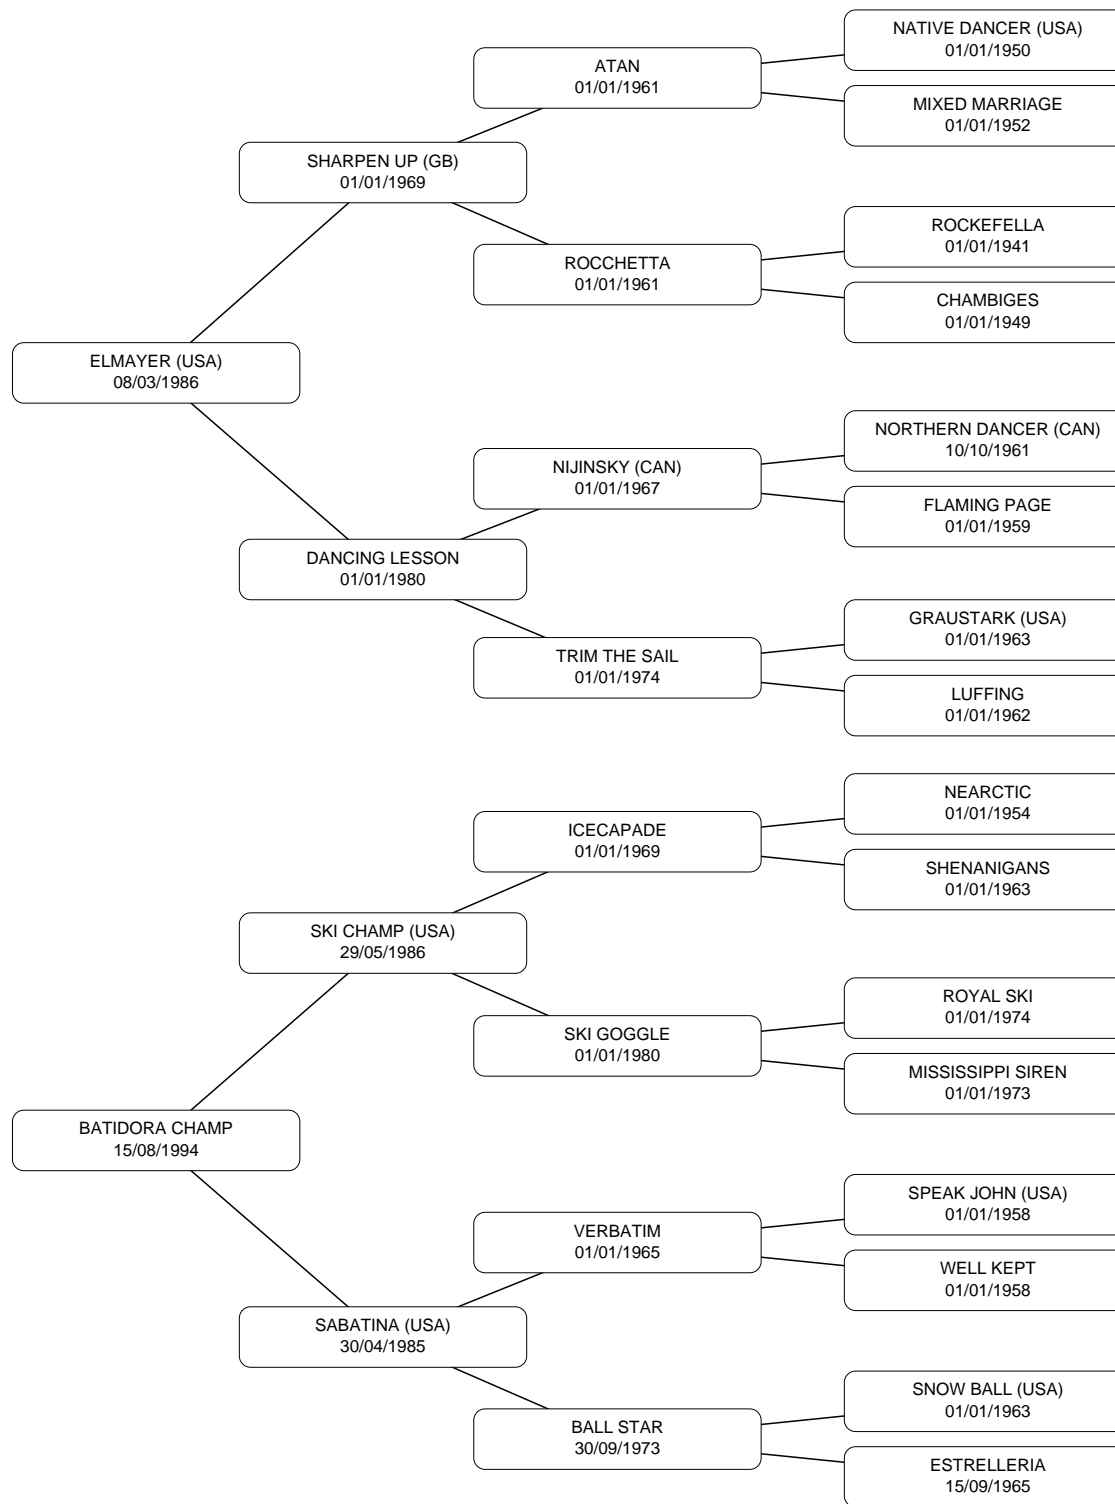 NATIVE DANCER (USA)
01/01/1950
ATAN
01/01/1961
MIXED MARRIAGE
01/01/1952
SHARPEN UP (GB)
01/01/1969
ROCKEFELLA
01/01/1941
ROCCHETTA
01/01/1961
CHAMBIGES
01/01/1949
ELMAYER (USA)
08/03/1986
NORTHERN DANCER (CAN)
10/10/1961
NIJINSKY (CAN)
01/01/1967
FLAMING PAGE
01/01/1959
DANCING LESSON
01/01/1980
GRAUSTARK (USA)
01/01/1963
TRIM THE SAIL
01/01/1974
LUFFING
01/01/1962
NEARCTIC
01/01/1954
ICECAPADE
01/01/1969
SHENANIGANS
01/01/1963
SKI CHAMP (USA)
29/05/1986
ROYAL SKI
01/01/1974
SKI GOGGLE
01/01/1980
MISSISSIPPI SIREN
01/01/1973
BATIDORA CHAMP
15/08/1994
SPEAK JOHN (USA)
01/01/1958
VERBATIM
01/01/1965
WELL KEPT
01/01/1958
SABATINA (USA)
30/04/1985
SNOW BALL (USA)
01/01/1963
BALL STAR
30/09/1973
ESTRELLERIA
15/09/1965